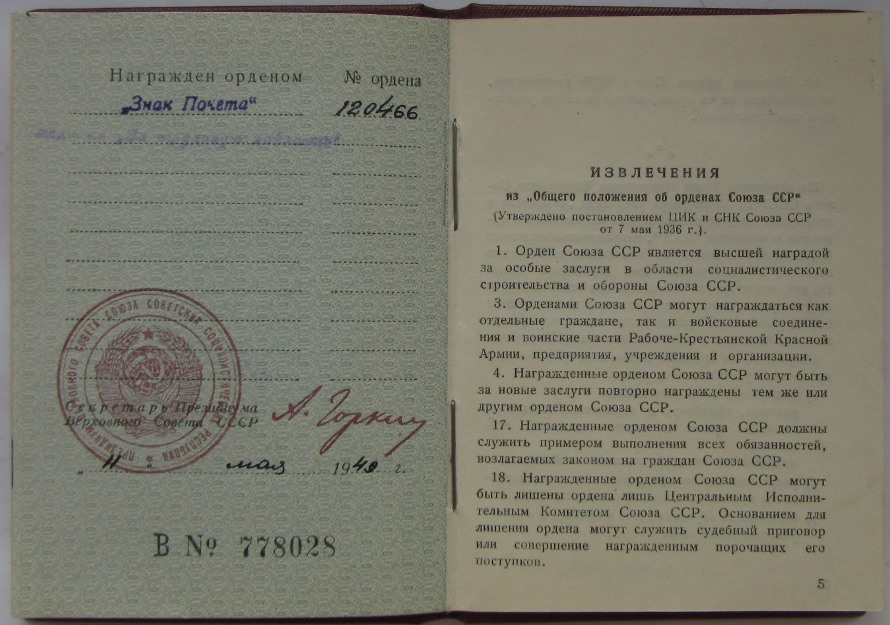 Награжден орденом № ордена
„Знак Почета“ 120466
ПРЕЗИДИУМ ВЕРХОВНОГО СОВЕТА СОЮЗА СОВЕТСКИХ СОЦИАЛИСТИЧЕСКИХ РЕСПУБЛИК
Секретарь Президиума
Верховного Совета СССР
А. Горкин
„11“ мая 1949 г.
В № 778028
ИЗВЛЕЧЕНИЯ
из „Общего положения об орденах Союза ССР“
(Утверждено постановлением ЦИК и СНК Союза ССР
от 7 мая 1936 г.).
1. Орден Союза ССР является высшей наградой
за особые заслуги в области социалистического
строительства и обороны Союза ССР.
3. Орденами Союза ССР могут награждаться как
отдельные граждане, так и войсковые соедине-
ния и воинские части Рабоче-Крестьянской Красной
Армии, предприятия, учреждения и организации.
4. Награжденные орденом Союза ССР могут быть
за новые заслуги повторно награждены тем же или
другим орденом Союза ССР.
17. Награжденные орденом Союза ССР должны
служить примером выполнения всех обязанностей,
возлагаемых законом на граждан Союза ССР.
18. Награжденные орденом Союза ССР могут
быть лишены ордена лишь Центральным Исполни-
тельным Комитетом Союза ССР. Основанием для
лишения ордена могут служить судебный приговор
или совершение награжденным порочащих его
поступков.
5